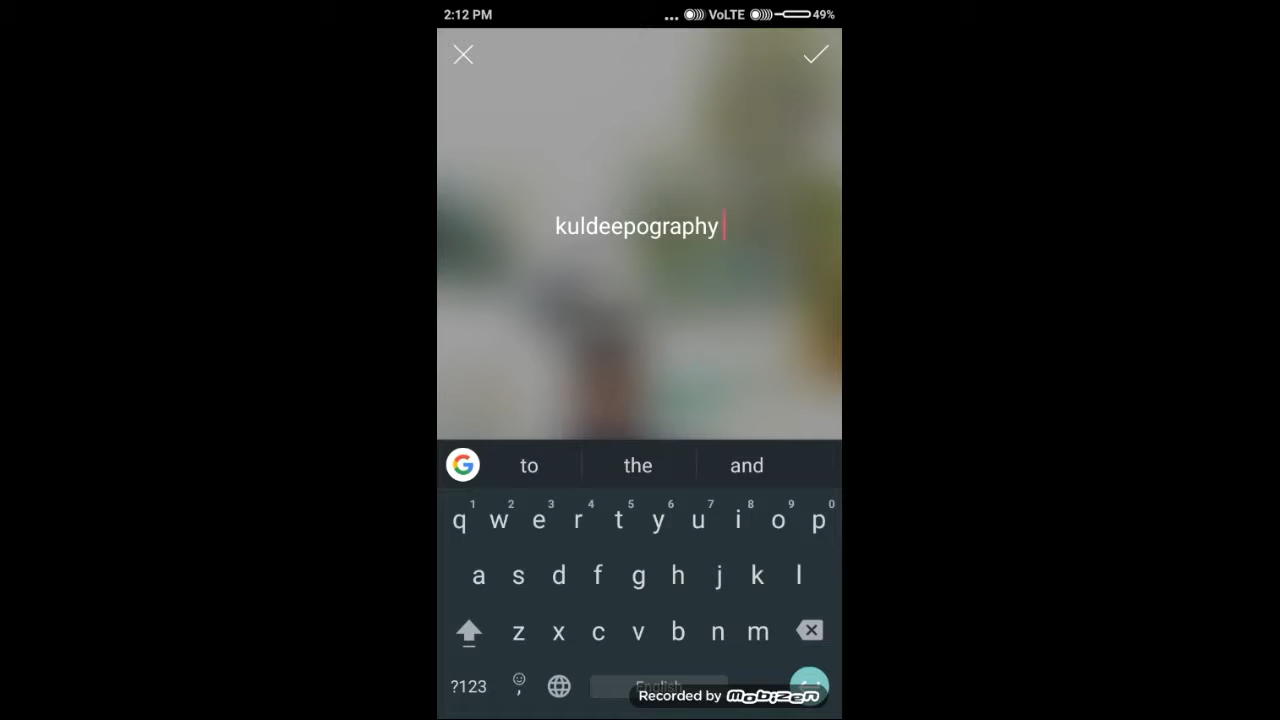 2:12 PM ... VoLTE 49%
kuldeepography
G to the and
1 2 3 4 5 6 7 8 9 0
q w e r t y u i o p
a s d f g h j k l
z x c v b n m
?123 , English
Recorded by mobizen